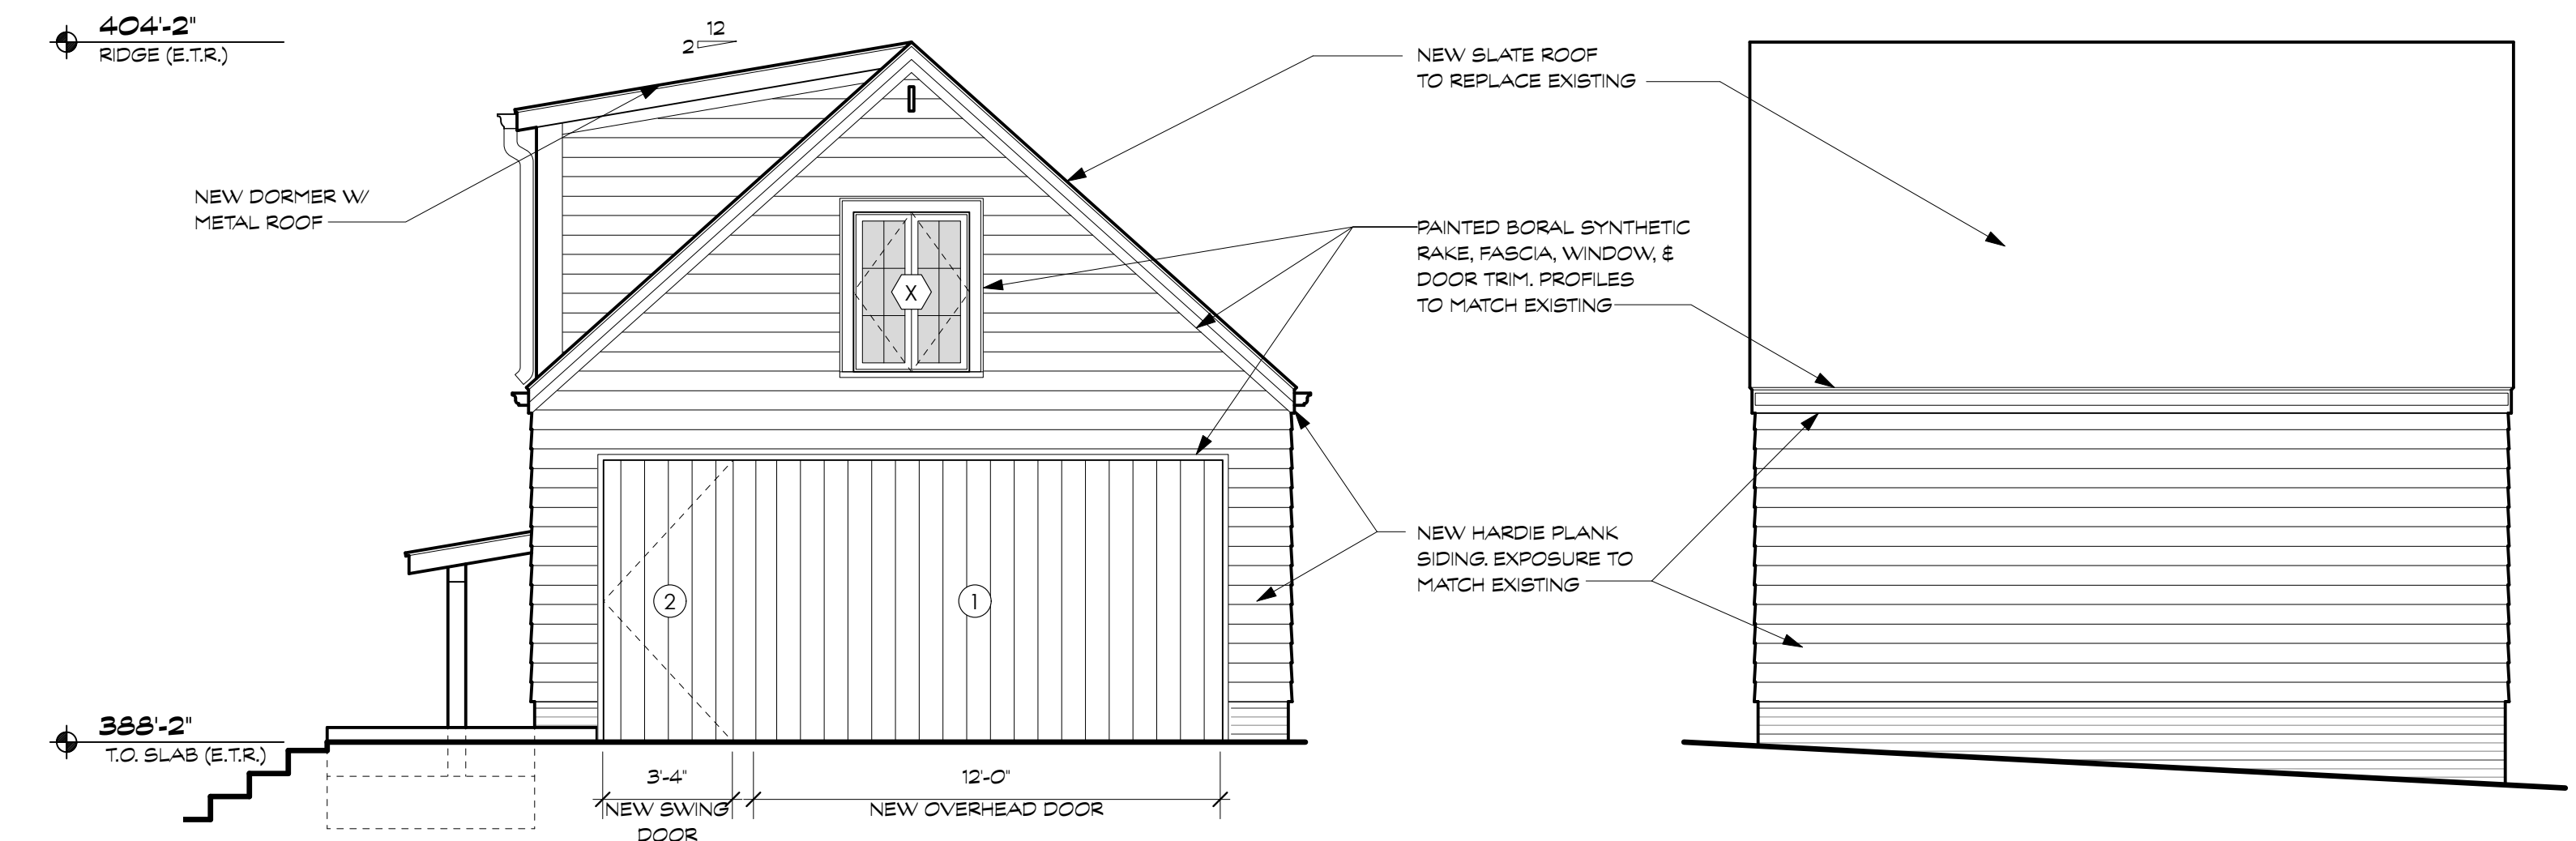 404'-2"
RIDGE (E.T.R.)
12
2
NEW SLATE ROOF
TO REPLACE EXISTING
NEW DORMER W/
METAL ROOF
PAINTED BORAL SYNTHETIC
RAKE, FASCIA, WINDOW, &
DOOR TRIM. PROFILES
TO MATCH EXISTING
X
NEW HARDIE PLANK
SIDING. EXPOSURE TO
MATCH EXISTING
2
1
388'-2"
T.O. SLAB (E.T.R.)
3'-4"
NEW SWING
DOOR
12'-0"
NEW OVERHEAD DOOR